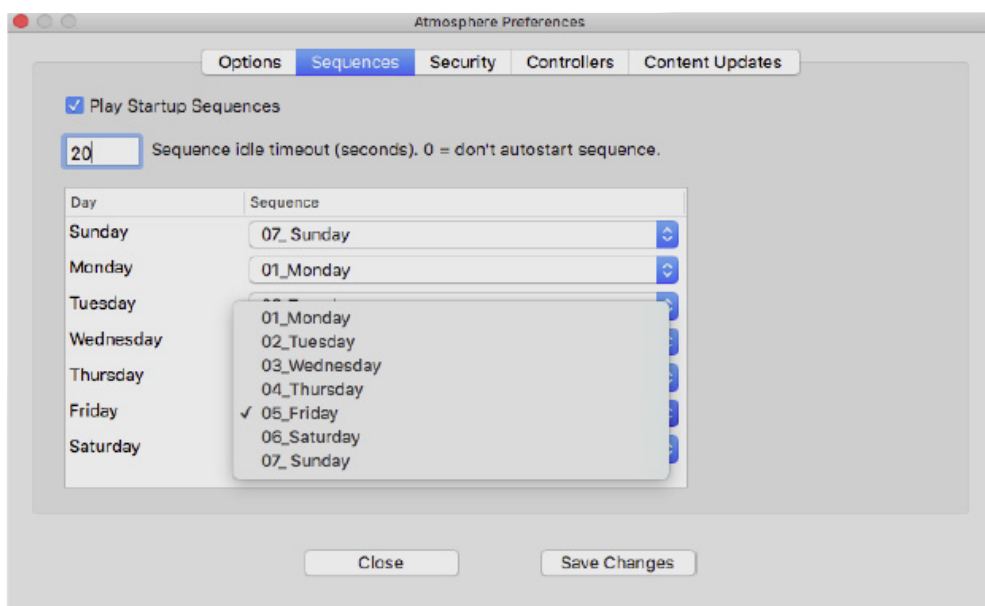 Atmosphere Preferences
Options Sequences Security Controllers Content Updates
Play Startup Sequences
20 Sequence idle timeout (seconds). 0 = don't autostart sequence.
Day Sequence
Sunday 07_ Sunday
Monday 01_Monday
Tuesday
01_Monday
02_Tuesday
Wednesday
03_Wednesday
Thursday
04_Thursday
Friday ✓ 05_Friday
06_Saturday
Saturday
07_ Sunday
Close Save Changes